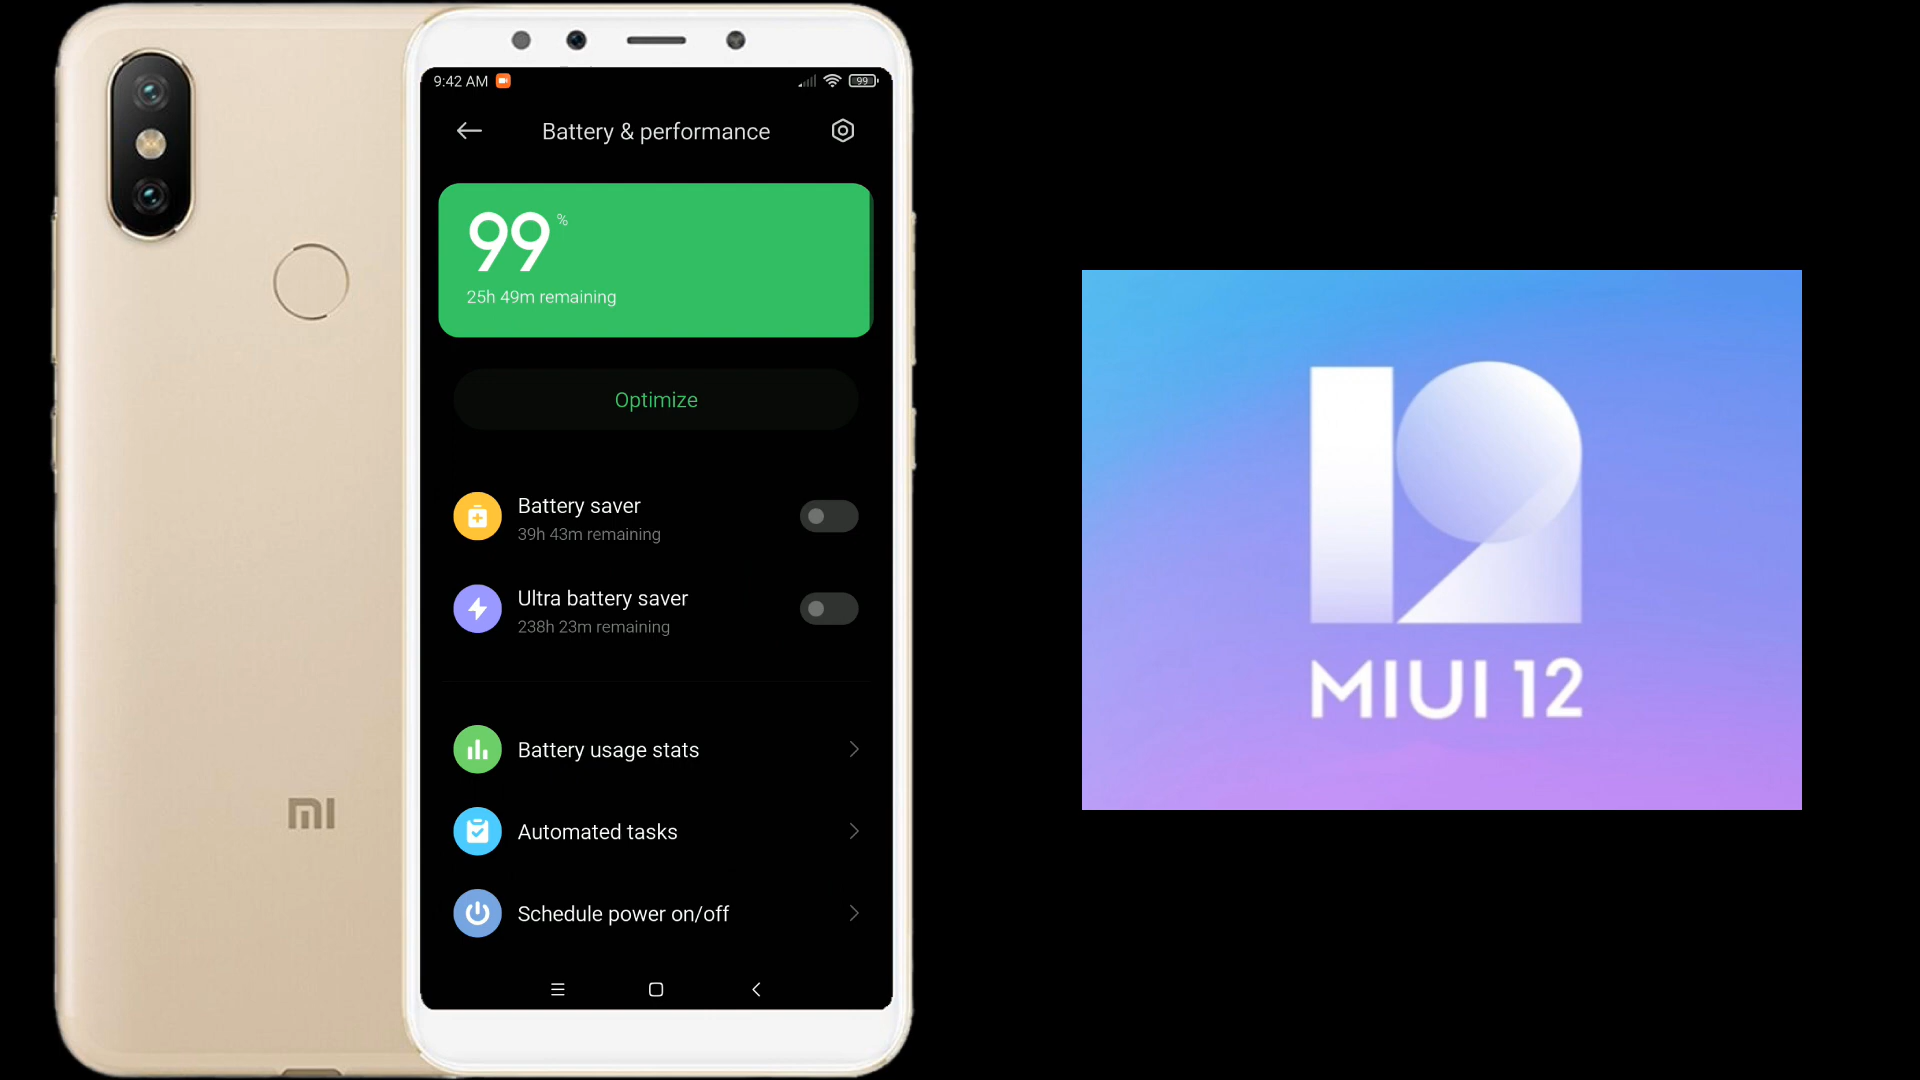 9:42 AM
99
Battery & performance
99%
25h 49m remaining
Optimize
Battery saver
39h 43m remaining
Ultra battery saver
238h 23m remaining
Battery usage stats
Automated tasks
Schedule power on/off
MI
12
MIUI 12